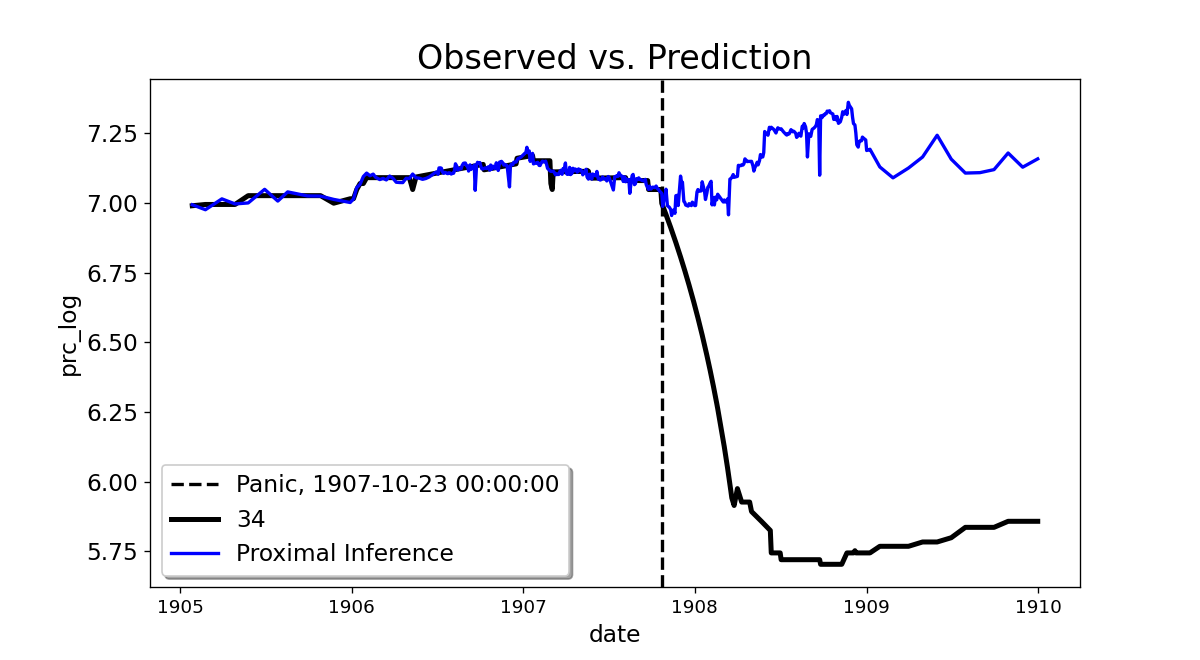 Observed vs. Prediction
prc_log
7.25
7.00
6.75
6.50
6.25
6.00
5.75
Panic, 1907-10-23 00:00:00
34
Proximal Inference
1905 1906 1907 1908 1909 1910
date